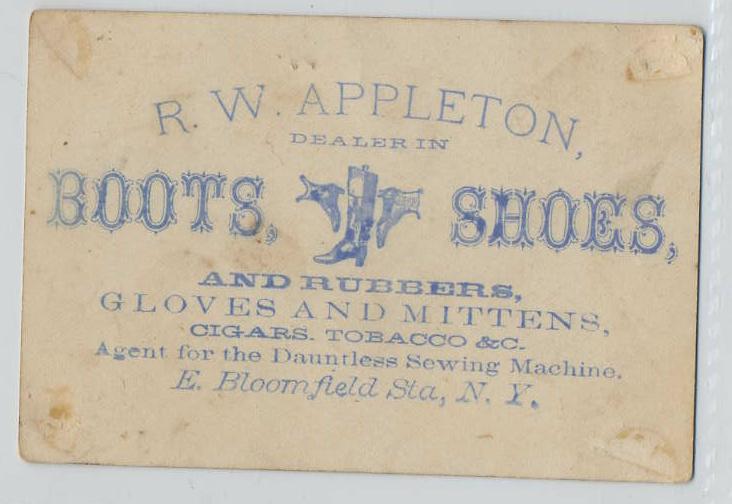 R. W. APPLETON,
DEALER IN
BOOTS, SHOES,
AND RUBBERS,
GLOVES AND MITTENS,
CIGARS. TOBACCO &C.
Agent for the Dauntless Sewing Machine.
E. Bloomfield Sta, N. Y.